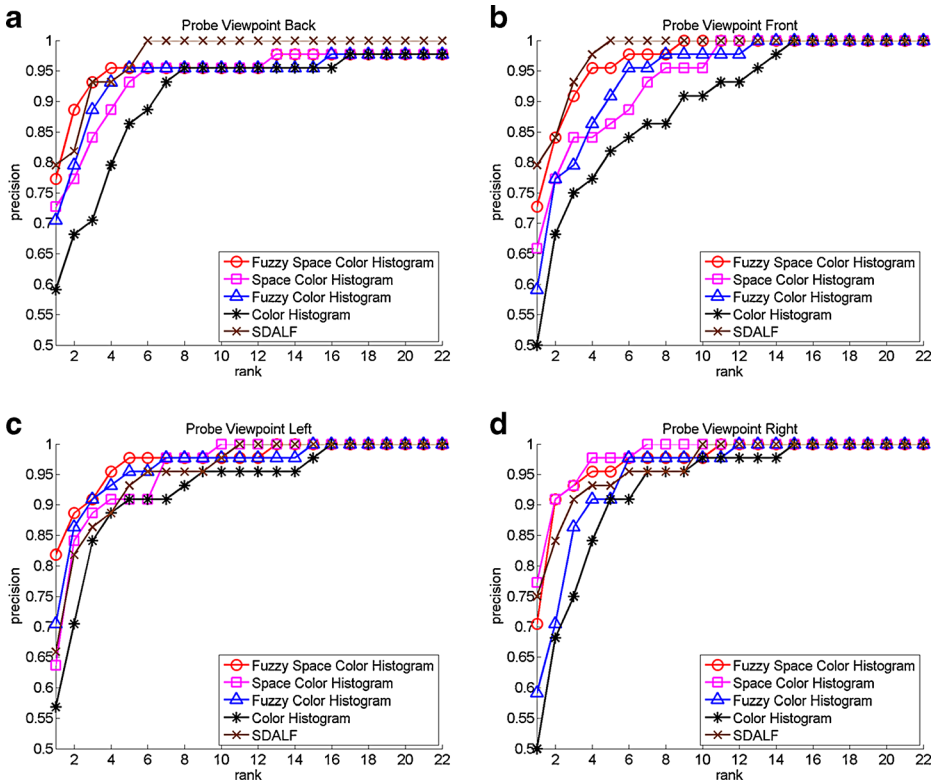 a
Probe Viewpoint Back
1
0.95
0.9
0.85
0.8
0.75
0.7
0.65
0.6
0.55
0.5
precision
2 4 6 8 10 12 14 16 18 20 22
rank
Fuzzy Space Color Histogram
Space Color Histogram
Fuzzy Color Histogram
Color Histogram
SDALF
b
Probe Viewpoint Front
1
0.95
0.9
0.85
0.8
0.75
0.7
0.65
0.6
0.55
0.5
precision
2 4 6 8 10 12 14 16 18 20 22
rank
Fuzzy Space Color Histogram
Space Color Histogram
Fuzzy Color Histogram
Color Histogram
SDALF
c
Probe Viewpoint Left
1
0.95
0.9
0.85
0.8
0.75
0.7
0.65
0.6
0.55
0.5
precision
2 4 6 8 10 12 14 16 18 20 22
rank
Fuzzy Space Color Histogram
Space Color Histogram
Fuzzy Color Histogram
Color Histogram
SDALF
d
Probe Viewpoint Right
1
0.95
0.9
0.85
0.8
0.75
0.7
0.65
0.6
0.55
0.5
precision
2 4 6 8 10 12 14 16 18 20 22
rank
Fuzzy Space Color Histogram
Space Color Histogram
Fuzzy Color Histogram
Color Histogram
SDALF